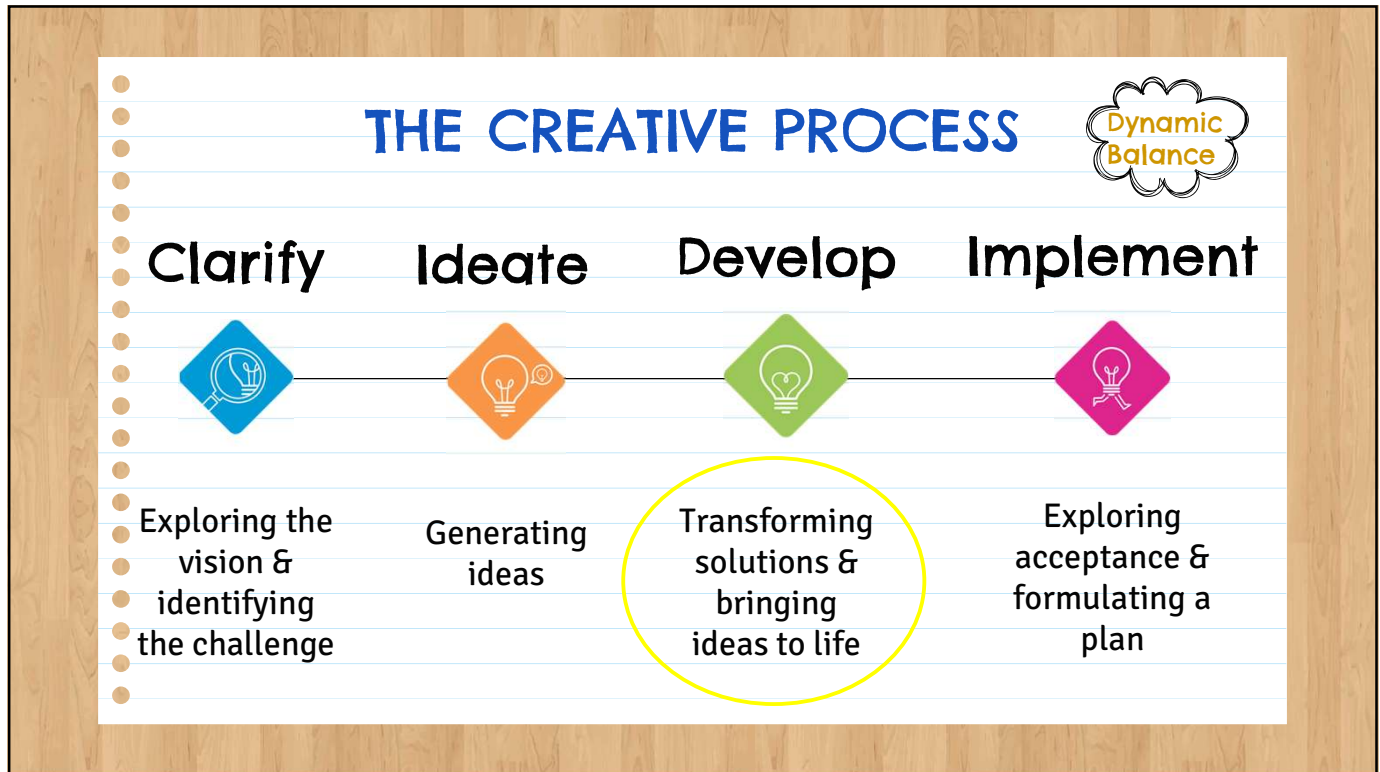 THE CREATIVE PROCESS
Dynamic
Balance
Clarify
Ideate
Develop
Implement
Exploring the
vision &
identifying
the challenge
Generating
ideas
Transforming
solutions &
bringing
ideas to life
Exploring
acceptance &
formulating a
plan